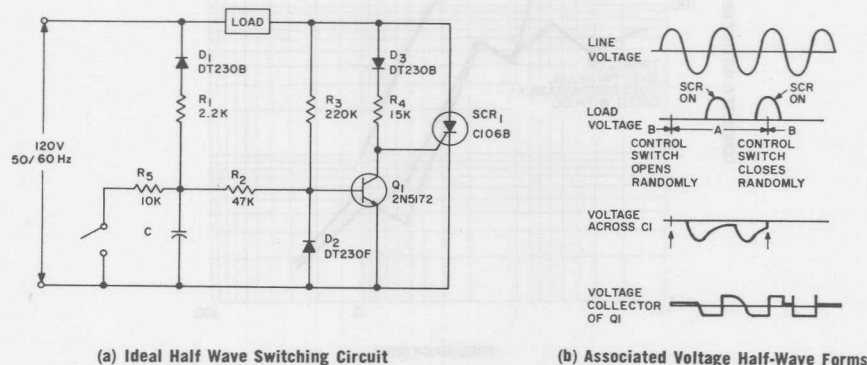 LOAD
D1
DT230B
D3
DT230B
R1
2.2K
R3
220K
R4
15K
SCR1
C106B
120V
50/60 Hz
R5
10K
R2
47K
Q1
2N5172
C
D2
DT230F
(a) Ideal Half Wave Switching Circuit
LINE
VOLTAGE
SCR
ON
SCR
ON
LOAD
VOLTAGE
B
A
B
CONTROL
SWITCH
OPENS
RANDOMLY
CONTROL
SWITCH
CLOSES
RANDOMLY
VOLTAGE
ACROSS C1
VOLTAGE
COLLECTOR
OF Q1
(b) Associated Voltage Half-Wave Forms